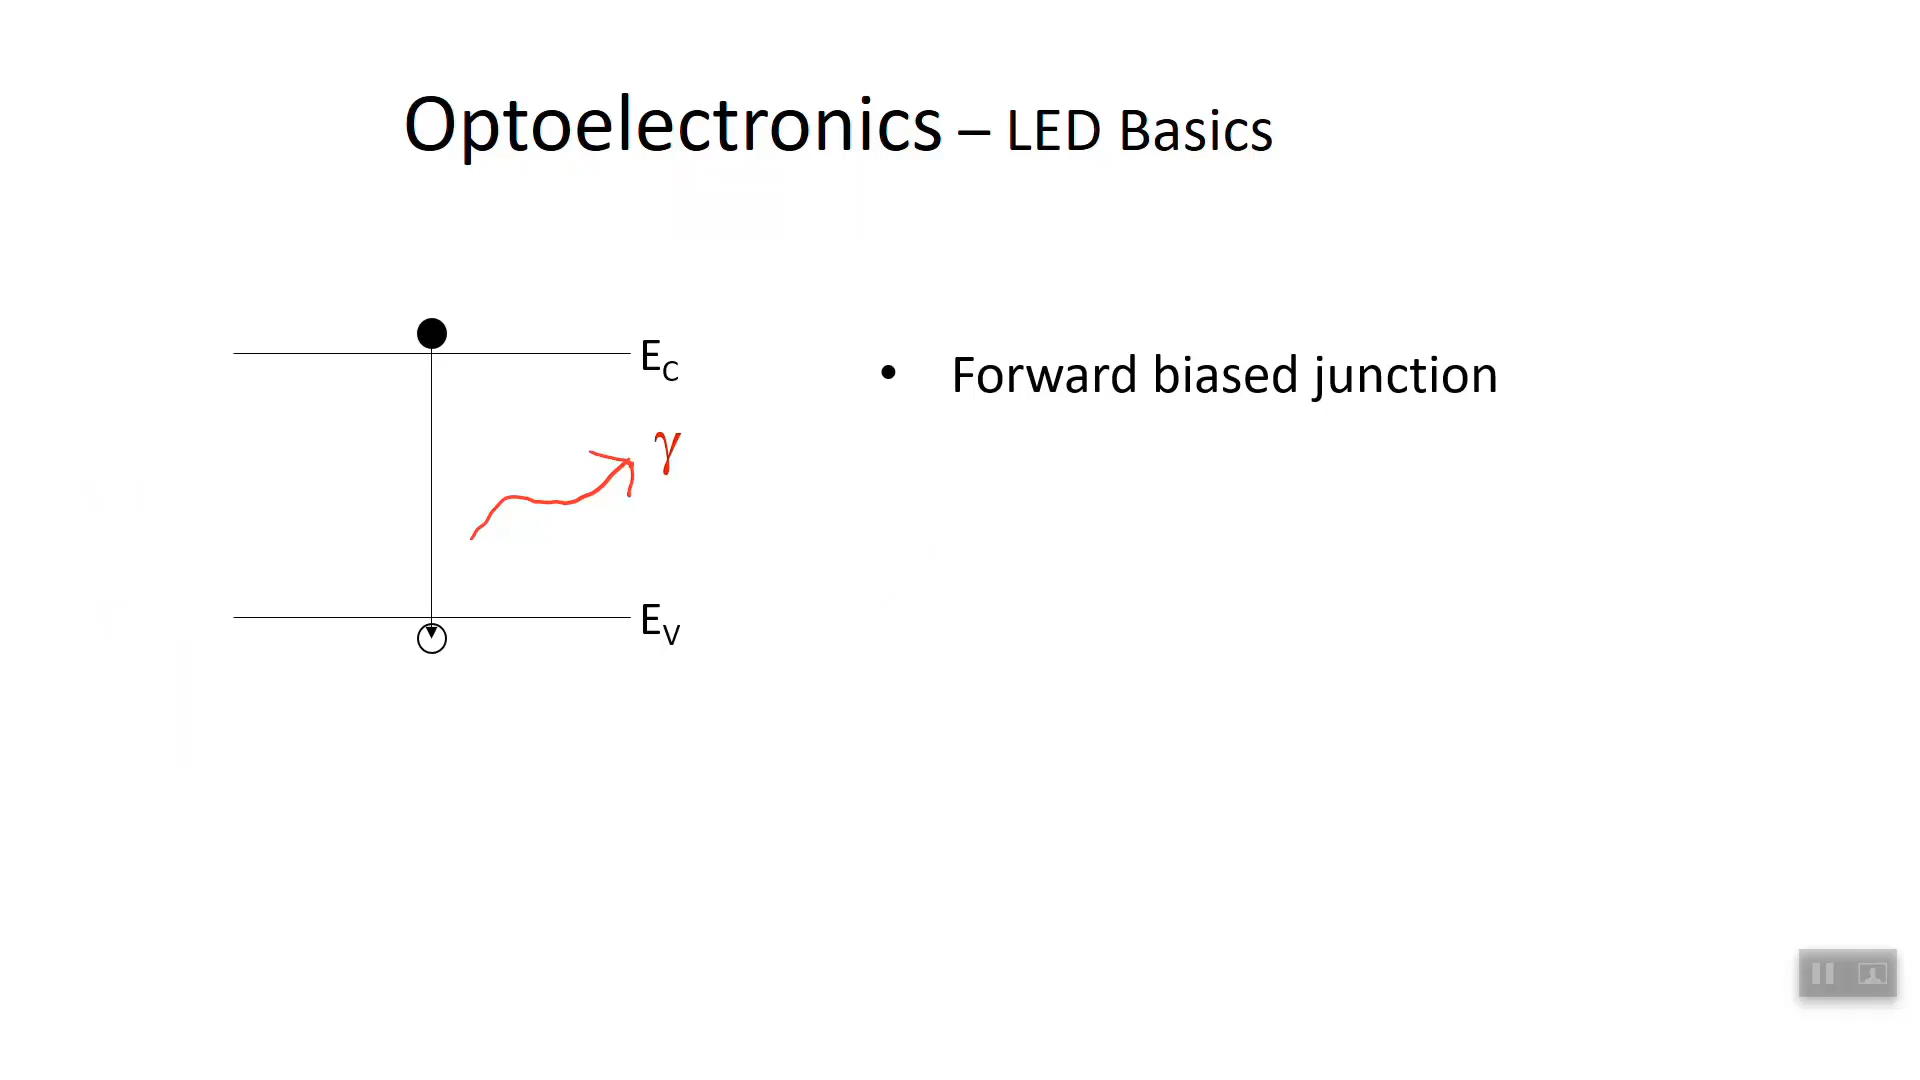 Optoelectronics – LED Basics
E_C
• Forward biased junction
γ
E_V